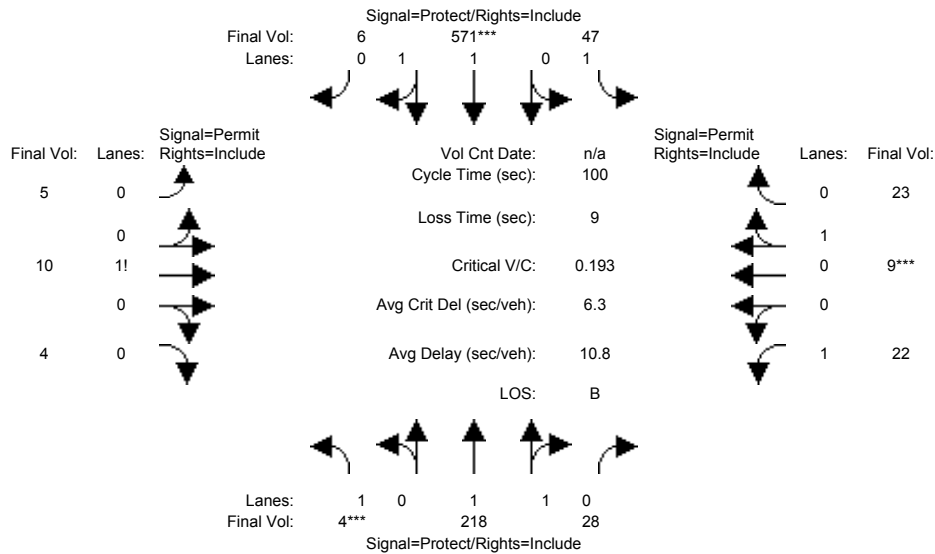 Signal=Protect/Rights=Include
Final Vol: 6 571*** 47
Lanes: 0 1 1 0 1
Signal=Permit
Final Vol: Lanes: Rights=Include
Vol Cnt Date: n/a
Signal=Permit
Rights=Include Lanes: Final Vol:
Cycle Time (sec): 100
5 0
0 23
Loss Time (sec): 9
0
1
10 1!
Critical V/C: 0.193
0 9***
0
Avg Crit Del (sec/veh): 6.3
0
4 0
Avg Delay (sec/veh): 10.8
1 22
LOS: B
Lanes: 1 0 1 1 0
Final Vol: 4*** 218 28
Signal=Protect/Rights=Include